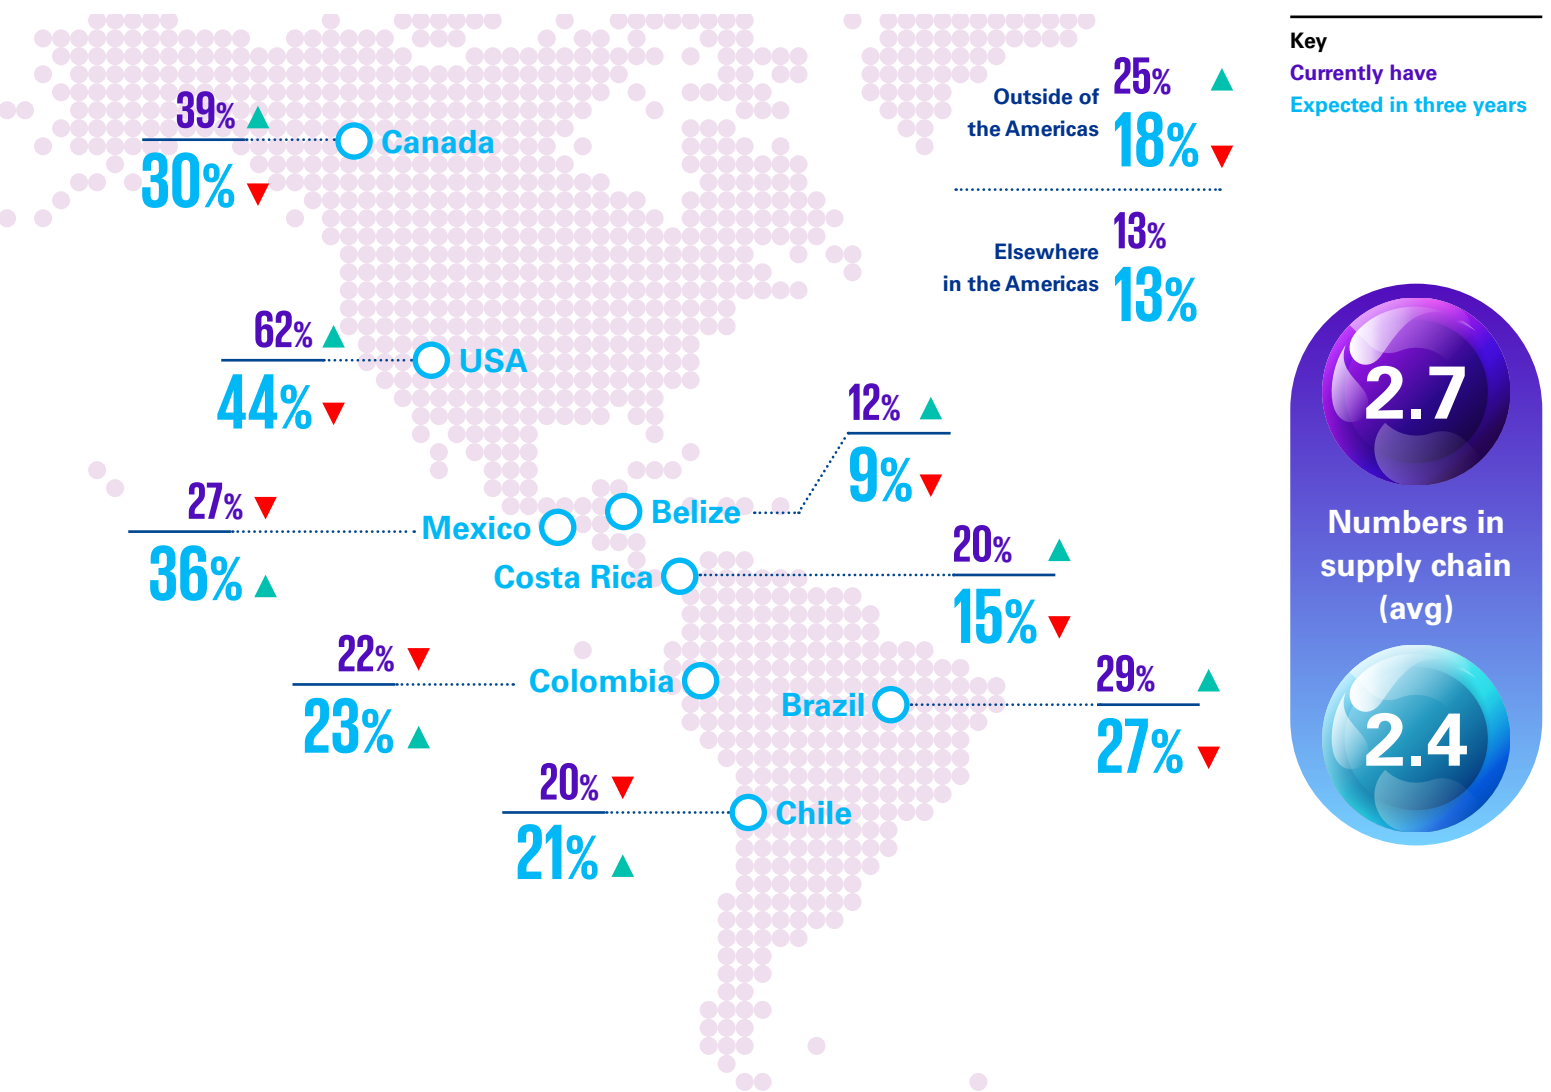 Key
Currently have
Expected in three years
39%
30%
Canada
Outside of
the Americas
25%
18%
Elsewhere
in the Americas
13%
13%
62%
44%
USA
12%
9%
Belize
27%
36%
Mexico
20%
15%
Costa Rica
22%
23%
Colombia
29%
27%
Brazil
20%
21%
Chile
2.7
Numbers in
supply chain
(avg)
2.4